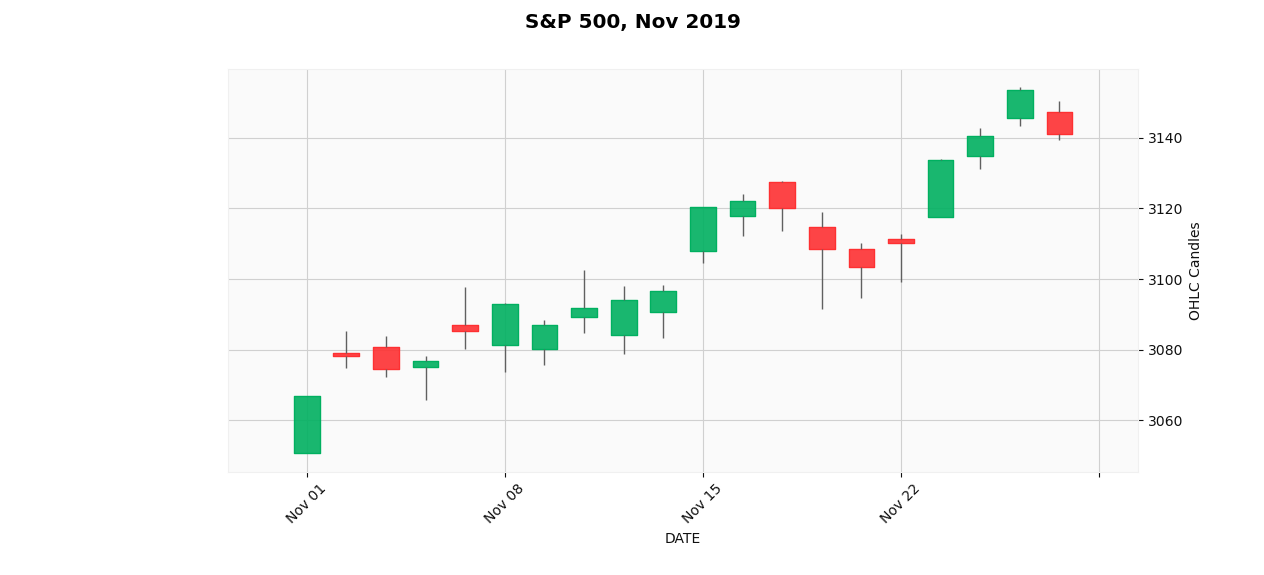 S&P 500, Nov 2019
3140
3120
3100
3080
3060
OHLC Candles
Nov 01
Nov 08
Nov 15
Nov 22
DATE